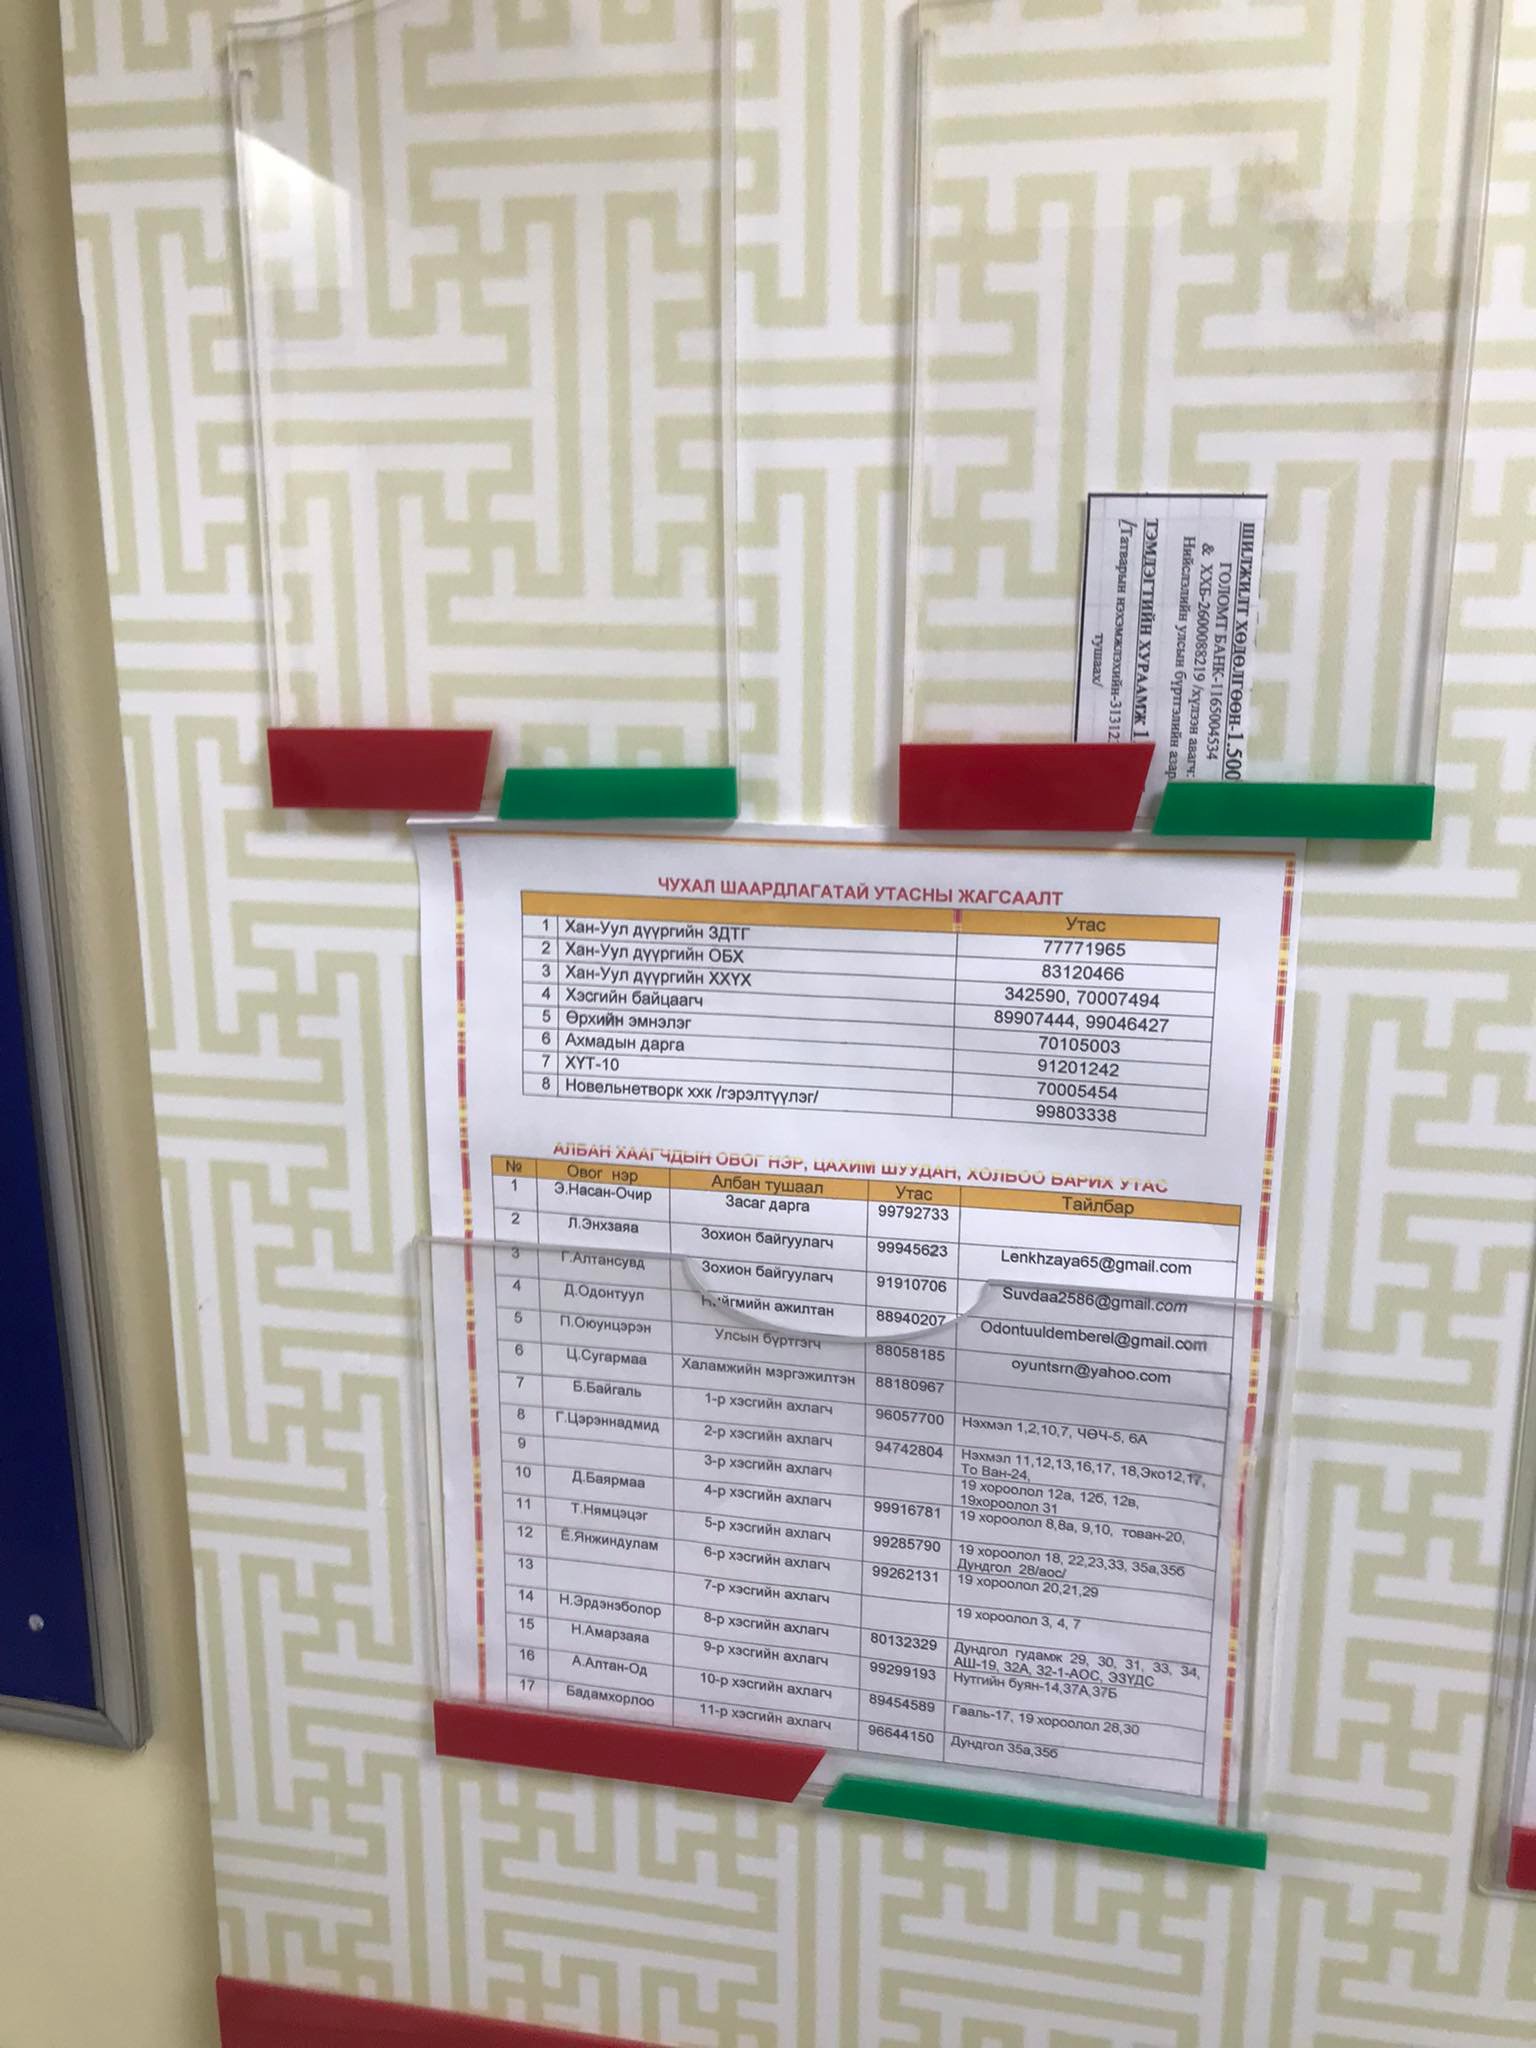 ШИЛЖИЛТ ХӨДӨЛГӨӨН-1.500
ГОЛОМТ БАНК-1165004534
& ХХБ-2600088219 /хүлээн авагч:
Нийслэлийн улсын бүртгэлийн
ТЭМДЭГТИЙН ХУРААМЖ 1
/Татварын нэхэмжлэхийн-31312
тушаах/
ЧУХАЛ ШААРДЛАГАТАЙ УТАСНЫ ЖАГСААЛТ
Утас
1 Хан-Уул дүүргийн ЗДТГ 77771965
2 Хан-Уул дүүргийн ОБХ 83120466
3 Хан-Уул дүүргийн ХХҮХ 342590, 70007494
4 Хэсгийн байцаагч 89907444, 99046427
5 Өрхийн эмнэлэг 70105003
6 Ахмадын дарга 91201242
7 ХҮТ-10 70005454
8 Новельнетворк ххк /гэрэлтүүлэг/ 99803338
АЛБАН ХААГЧДЫН ОВОГ НЭР, ЦАХИМ ШУУДАН, ХОЛБОО БАРИХ УТАС
№ Овог нэр Албан тушаал Утас Тайлбар
1 Э.Насан-Очир Засаг дарга 99792733
2 Л.Энхзаяа Зохион байгуулагч 99945623 Lenkhzaya65@gmail.com
3 Г.Алтансувд Зохион байгуулагч 91910706 Suvdaa2586@gmail.com
4 Д.Одонтуул Нийгмийн ажилтан 88940207 Odontuuldemberel@gmail.com
5 П.Оюунцэрэн Улсын бүртгэгч 88058185 oyuntsrn@yahoo.com
6 Ц.Сугармаа Халамжийн мэргэжилтэн 88180967
7 Б.Байгаль 1-р хэсгийн ахлагч 96057700 Нэхмэл 1,2,10,7, ЧӨЧ-5, 6А
8 Г.Цэрэннадмид 2-р хэсгийн ахлагч 94742804 Нэхмэл 11,12,13,16,17, 18,Эко12,17,
То Ван-24,
9 3-р хэсгийн ахлагч 19 хороолол 12а, 12б, 12в,
19хороолол 31
10 Д.Баярмаа 4-р хэсгийн ахлагч 99916781 19 хороолол 8,8а, 9,10, тован-20,
11 Т.Нямцэцэг 5-р хэсгийн ахлагч 99285790 19 хороолол 18, 22,23,33, 35а,35б
Дундгол 28/аос/
12 Ё.Янжиндулам 6-р хэсгийн ахлагч 99262131 19 хороолол 20,21,29
13 7-р хэсгийн ахлагч 19 хороолол 3, 4, 7
14 Н.Эрдэнэболор 8-р хэсгийн ахлагч 80132329 Дундгол гудамж 29, 30, 31, 33, 34,
АШ-19, 32А, 32-1-АОС, ЭЗҮДС
15 Н.Амарзаяа 9-р хэсгийн ахлагч 99299193 Нутгийн буян-14,37А,37Б
16 А.Алтан-Од 10-р хэсгийн ахлагч 89454589 Гааль-17, 19 хороолол 28,30
17 Бадамхорлоо 11-р хэсгийн ахлагч 96644150 Дундгол 35а,35б